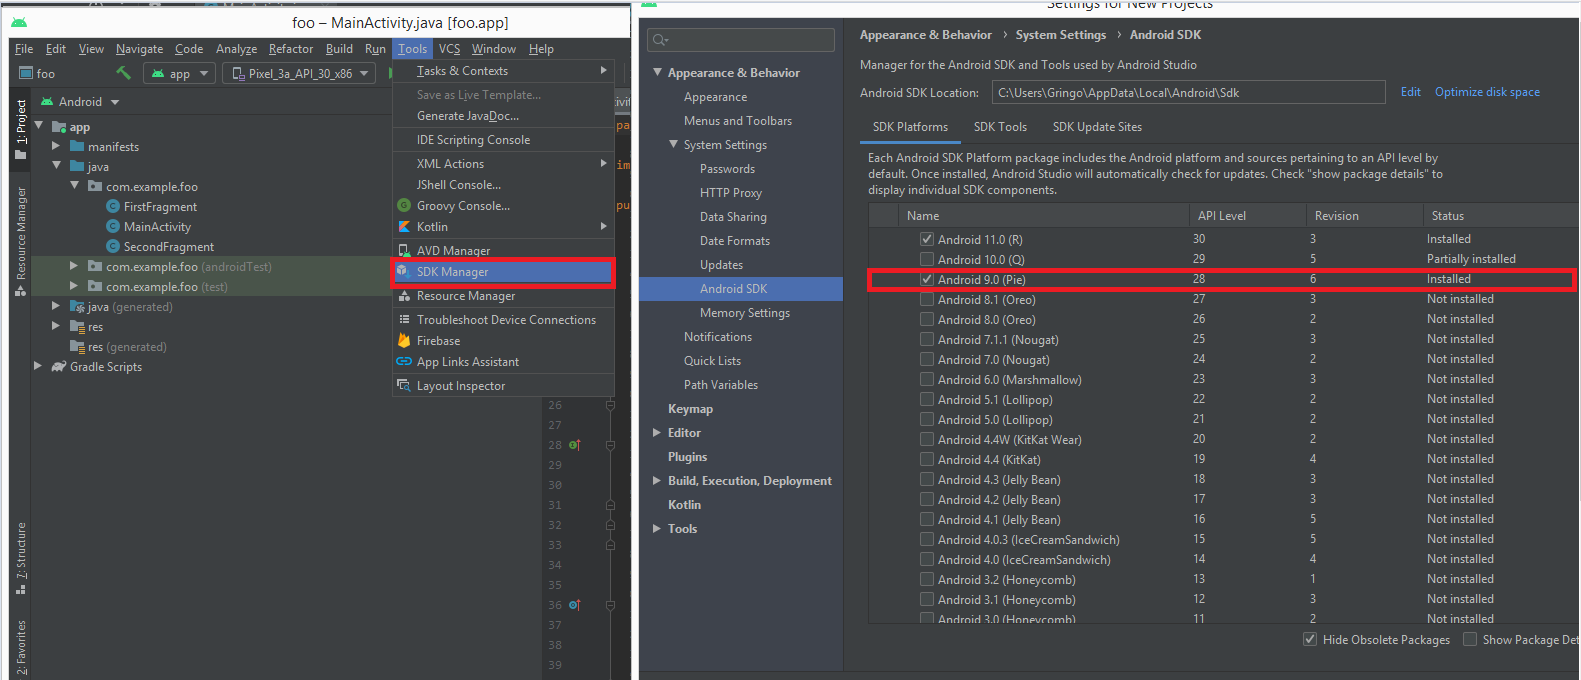 foo – MainActivity.java [foo.app]
File Edit View Navigate Code Analyze Refactor Build Run Tools VCS Window Help
foo app Pixel_3a_API_30_x86
Android
1: Project
Resource Manager
7: Structure
2: Favorites
app
manifests
java
com.example.foo
FirstFragment
MainActivity
SecondFragment
com.example.foo (androidTest)
com.example.foo (test)
java (generated)
res
res (generated)
Gradle Scripts
Tasks & Contexts
Save as Live Template...
Generate JavaDoc...
IDE Scripting Console
XML Actions
JShell Console...
Groovy Console...
Kotlin
AVD Manager
SDK Manager
Resource Manager
Troubleshoot Device Connections
Firebase
App Links Assistant
Layout Inspector
pa
im
pu
26
27
28
29
30
31
32
33
34
35
36
37
38
39
Settings for New Projects
Appearance & Behavior
Appearance
Menus and Toolbars
System Settings
Passwords
HTTP Proxy
Data Sharing
Date Formats
Updates
Android SDK
Memory Settings
Notifications
Quick Lists
Path Variables
Keymap
Editor
Plugins
Build, Execution, Deployment
Kotlin
Tools
Appearance & Behavior › System Settings › Android SDK
Manager for the Android SDK and Tools used by Android Studio
Android SDK Location: C:\Users\Gringo\AppData\Local\Android\Sdk Edit Optimize disk space
SDK Platforms SDK Tools SDK Update Sites
Each Android SDK Platform package includes the Android platform and sources pertaining to an API level by
default. Once installed, Android Studio will automatically check for updates. Check "show package details" to
display individual SDK components.
Name API Level Revision Status
Android 11.0 (R) 30 3 Installed
Android 10.0 (Q) 29 5 Partially installed
Android 9.0 (Pie) 28 6 Installed
Android 8.1 (Oreo) 27 3 Not installed
Android 8.0 (Oreo) 26 2 Not installed
Android 7.1.1 (Nougat) 25 3 Not installed
Android 7.0 (Nougat) 24 2 Not installed
Android 6.0 (Marshmallow) 23 3 Not installed
Android 5.1 (Lollipop) 22 2 Not installed
Android 5.0 (Lollipop) 21 2 Not installed
Android 4.4W (KitKat Wear) 20 2 Not installed
Android 4.4 (KitKat) 19 4 Not installed
Android 4.3 (Jelly Bean) 18 3 Not installed
Android 4.2 (Jelly Bean) 17 3 Not installed
Android 4.1 (Jelly Bean) 16 5 Not installed
Android 4.0.3 (IceCreamSandwich) 15 5 Not installed
Android 4.0 (IceCreamSandwich) 14 4 Not installed
Android 3.2 (Honeycomb) 13 1 Not installed
Android 3.1 (Honeycomb) 12 3 Not installed
Android 3.0 (Honeycomb) 11 2 Not installed
Hide Obsolete Packages Show Package Det